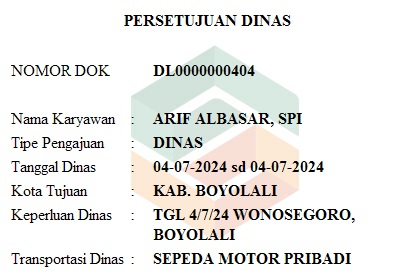 PERSETUJUAN DINAS
NOMOR DOK DL0000000404
Nama Karyawan : ARIF ALBASAR, SPI
Tipe Pengajuan : DINAS
Tanggal Dinas : 04-07-2024 sd 04-07-2024
Kota Tujuan : KAB. BOYOLALI
Keperluan Dinas : TGL 4/7/24 WONOSEGORO,
BOYOLALI
Transportasi Dinas : SEPEDA MOTOR PRIBADI